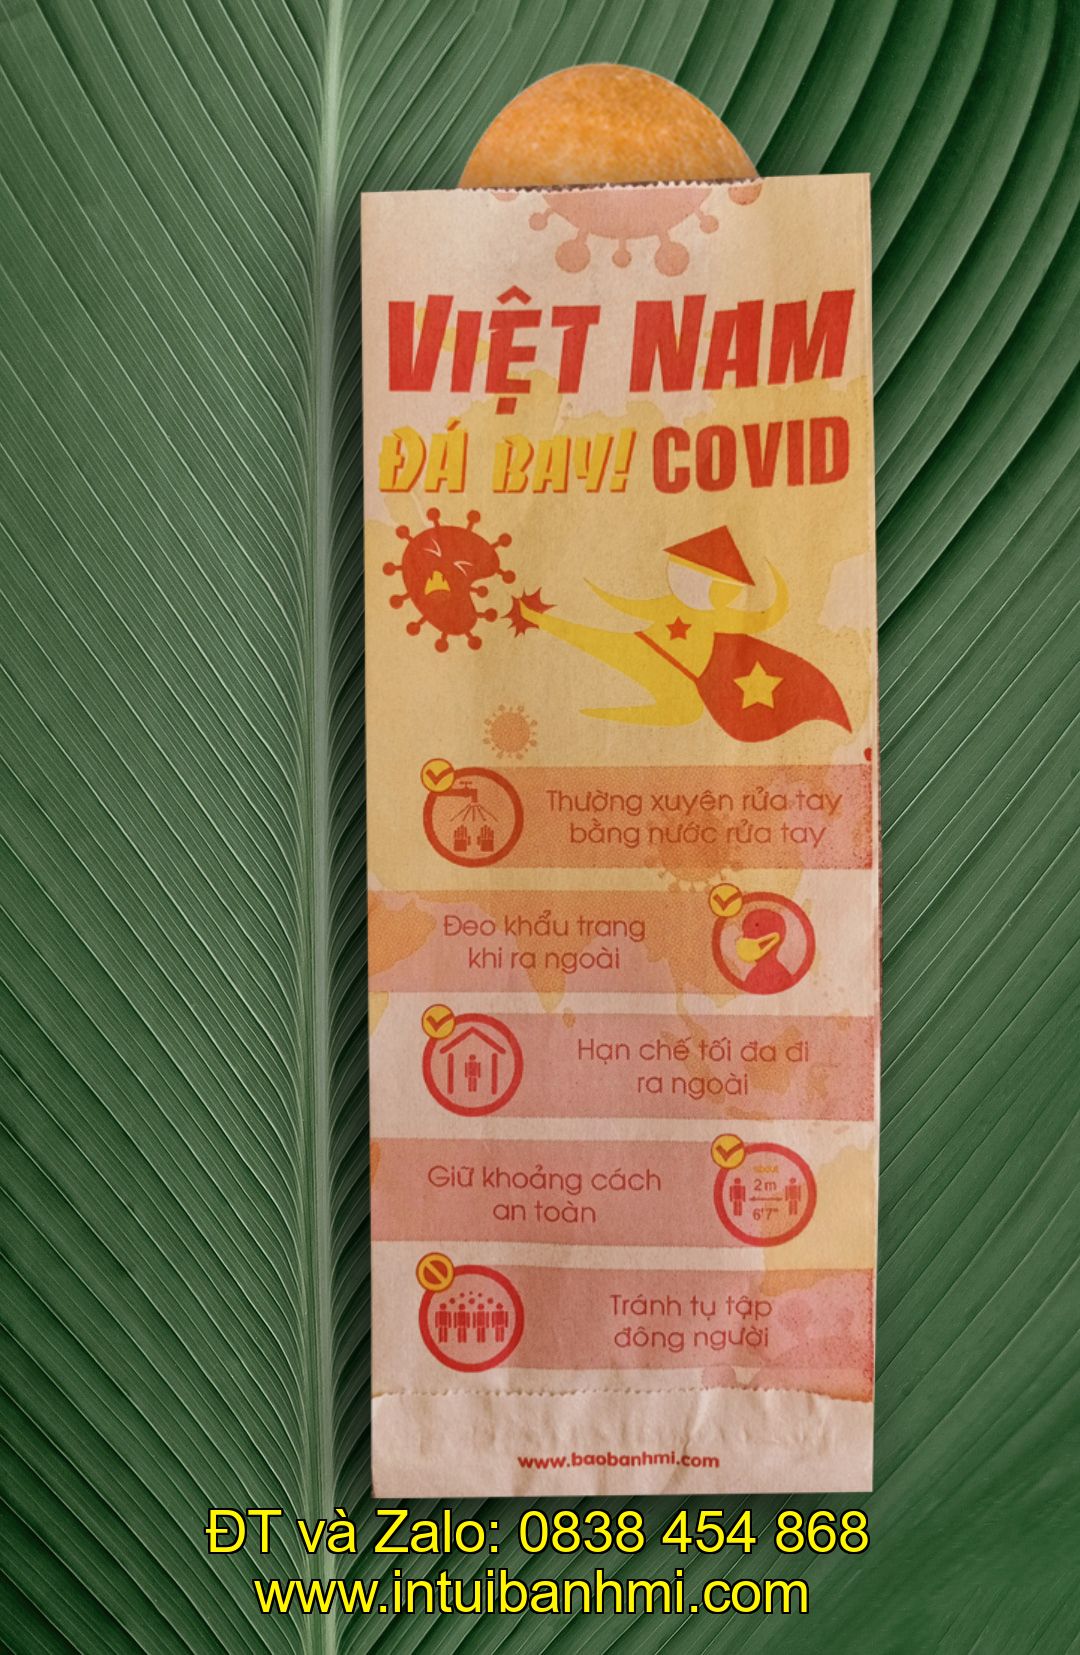 VIỆT NAM
ĐÁ BAY! COVID
Thường xuyên rửa tay
bằng nước rửa tay
Đeo khẩu trang
khi ra ngoài
Hạn chế tối đa đi
ra ngoài
Giữ khoảng cách
an toàn
about
2 m
6'7"
Tránh tụ tập
đông người
www.baobanhmi.com
ĐT và Zalo: 0838 454 868
www.intuibanhmi.com